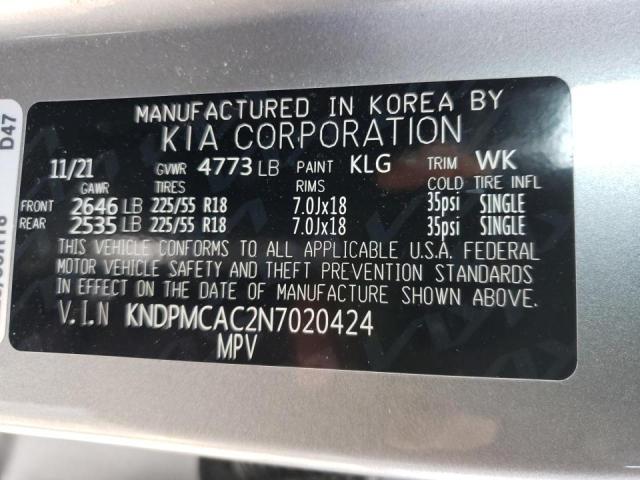 MANUFACTURED IN KOREA BY
KIA CORPORATION
11/21 GVWR 4773 LB PAINT KLG TRIM WK
GAWR TIRES RIMS COLD TIRE INFL
FRONT 2646 LB 225/55 R18 7.0Jx18 35psi SINGLE
REAR 2535 LB 225/55 R18 7.0Jx18 35psi SINGLE
THIS VEHICLE CONFORMS TO ALL APPLICABLE U.S.A. FEDERAL
MOTOR VEHICLE SAFETY AND THEFT PREVENTION STANDARDS
IN EFFECT ON THE DATE OF MANUFACTURE SHOWN ABOVE.
V.I.N KNDPMCAC2N7020424
MPV
D47